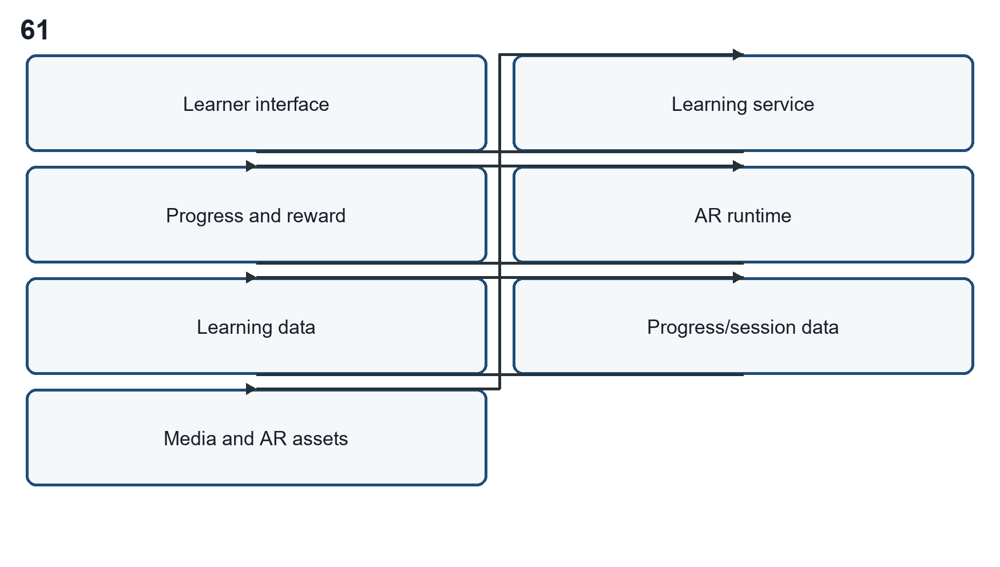 61
Learner interface
Learning service
Progress and reward
AR runtime
Learning data
Progress/session data
Media and AR assets